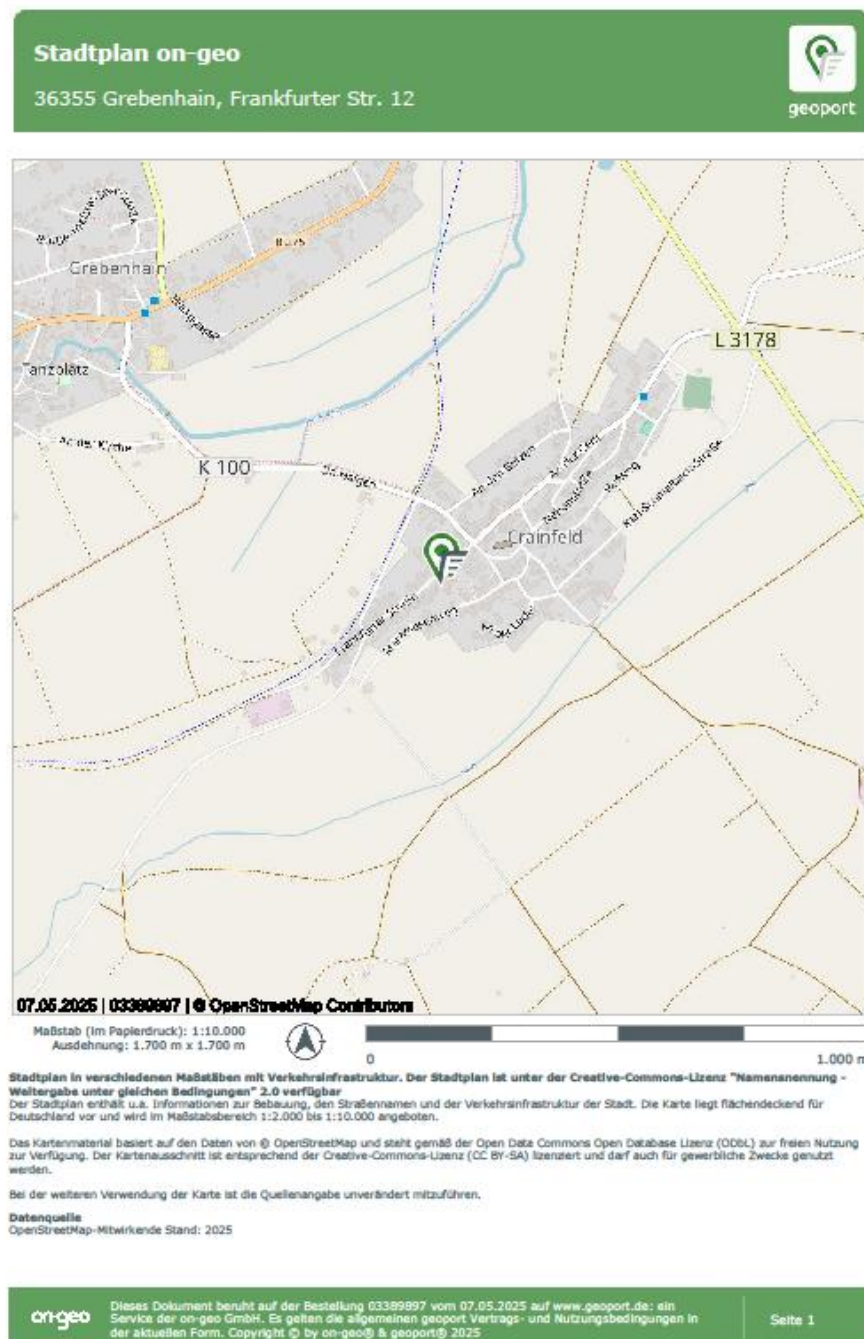 Stadtplan on-geo
36355 Grebenhain, Frankfurter Str. 12
geoport
Grebenhain
B 275
Tanzplatz
An der Kirche
K 100
L 3178
Crainfeld
Frankfurter Straße
07.05.2025 | 03389897 | © OpenStreetMap Contributors
Maßstab (im Papierdruck): 1:10.000
Ausdehnung: 1.700 m x 1.700 m
0
1.000 m
Stadtplan in verschiedenen Maßstäben mit Verkehrsinfrastruktur. Der Stadtplan ist unter der Creative-Commons-Lizenz "Namensnennung -
Weitergabe unter gleichen Bedingungen" 2.0 verfügbar
Der Stadtplan enthält u.a. Informationen zur Bebauung, den Straßennamen und der Verkehrsinfrastruktur der Stadt. Die Karte liegt flächendeckend für
Deutschland vor und wird im Maßstabsbereich 1:2.000 bis 1:10.000 angeboten.
Das Kartenmaterial basiert auf den Daten von © OpenStreetMap und steht gemäß der Open Data Commons Open Database Lizenz (ODbL) zur freien Nutzung
zur Verfügung. Der Kartenausschnitt ist entsprechend der Creative-Commons-Lizenz (CC BY-SA) lizenziert und darf auch für gewerbliche Zwecke genutzt
werden.
Bei der weiteren Verwendung der Karte ist die Quellenangabe unverändert mitzuführen.
Datenquelle
OpenStreetMap-Mitwirkende Stand: 2025
on-geo
Dieses Dokument beruht auf der Bestellung 03389897 vom 07.05.2025 auf www.geoport.de: ein
Service der on-geo GmbH. Es gelten die allgemeinen geoport Vertrags- und Nutzungsbedingungen in
der aktuellen Form. Copyright © by on-geo® & geoport® 2025
Seite 1